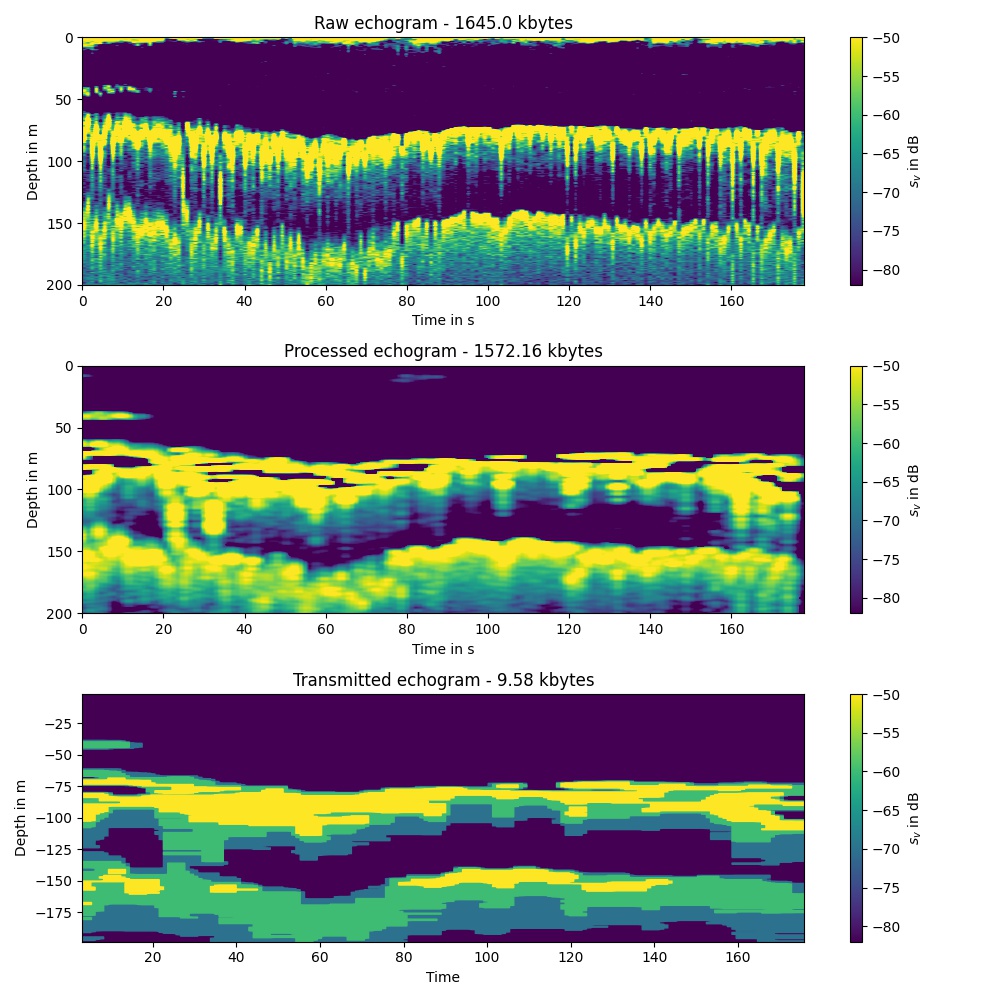 Raw echogram - 1645.0 kbytes
0
50
100
150
200
Depth in m
0 20 40 60 80 100 120 140 160
Time in s
−50
−55
−60
−65
−70
−75
−80
sv in dB
Processed echogram - 1572.16 kbytes
0
50
100
150
200
Depth in m
0 20 40 60 80 100 120 140 160
Time in s
−50
−55
−60
−65
−70
−75
−80
sv in dB
Transmitted echogram - 9.58 kbytes
−25
−50
−75
−100
−125
−150
−175
Depth in m
20 40 60 80 100 120 140 160
Time
−50
−55
−60
−65
−70
−75
−80
sv in dB